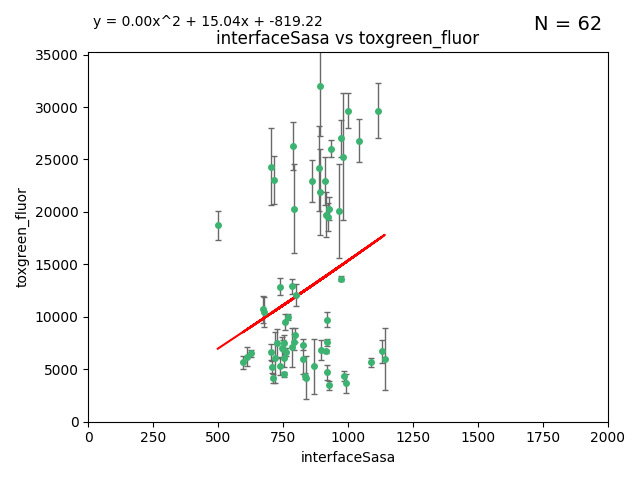 y = 0.00x^2 + 15.04x + -819.22
N = 62
interfaceSasa vs toxgreen_fluor
35000
30000
25000
20000
15000
10000
5000
0
toxgreen_fluor
0 250 500 750 1000 1250 1500 1750 2000
interfaceSasa